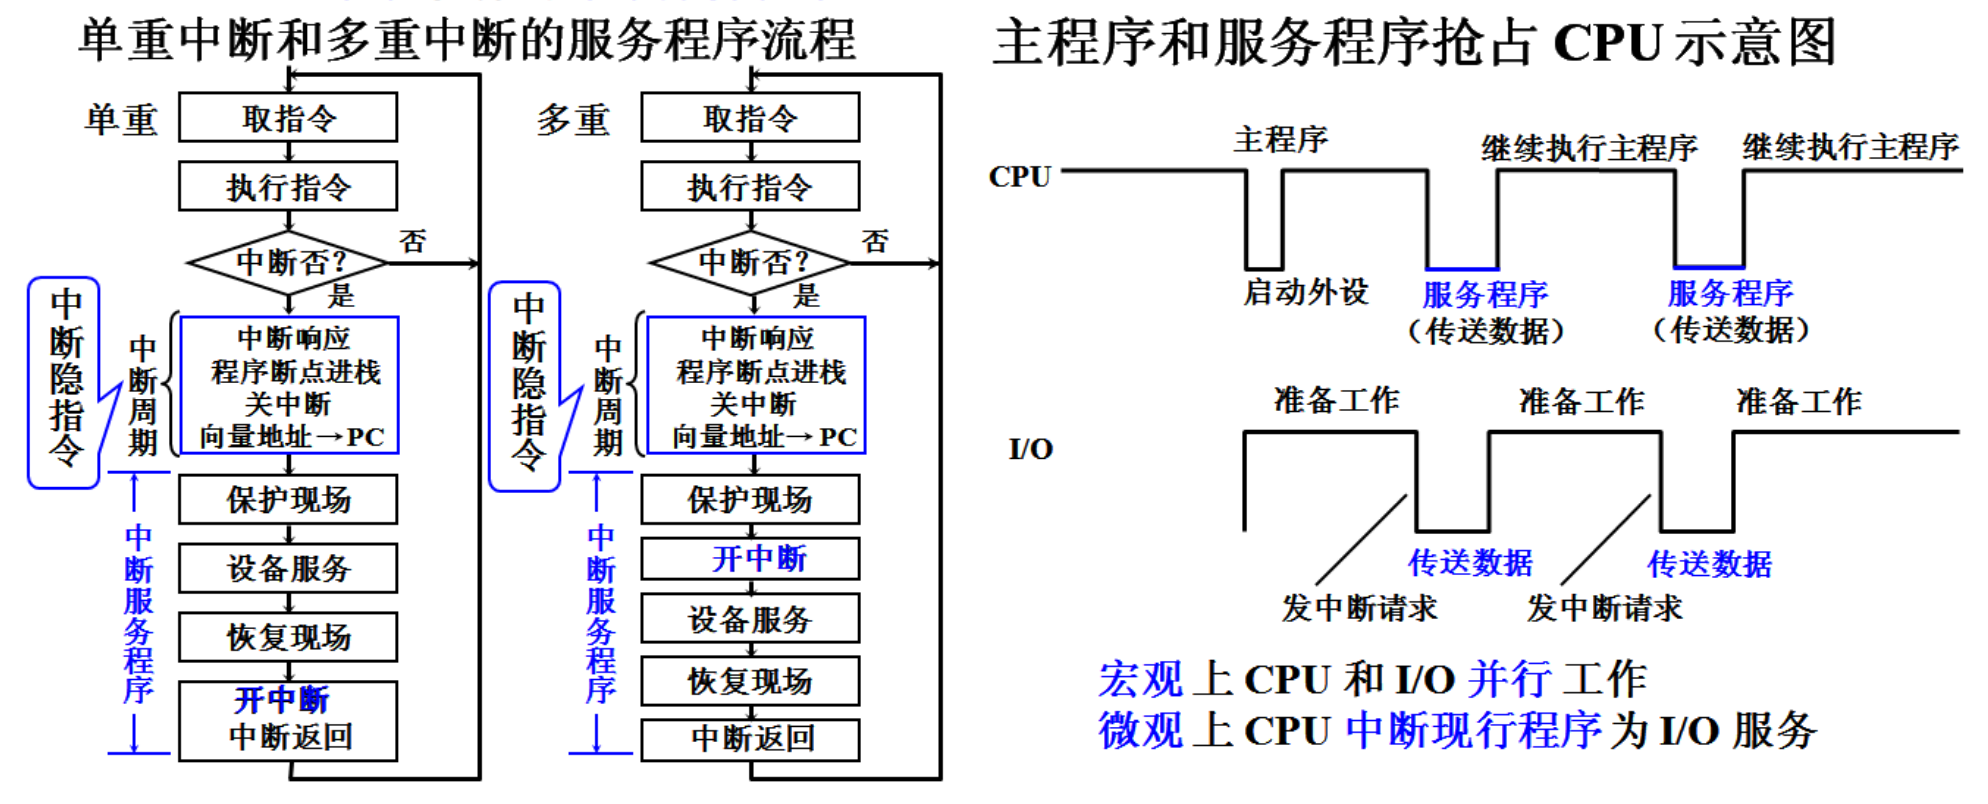 单重中断和多重中断的服务程序流程
单重
取指令
执行指令
中断否?
否
是
中断隐指令
中断周期
中断响应
程序断点进栈
关中断
向量地址→PC
中断服务程序
保护现场
设备服务
恢复现场
开中断
中断返回
多重
取指令
执行指令
中断否?
否
是
中断隐指令
中断周期
中断响应
程序断点进栈
关中断
向量地址→PC
中断服务程序
保护现场
开中断
设备服务
恢复现场
中断返回
主程序和服务程序抢占 CPU 示意图
主程序
继续执行主程序
继续执行主程序
CPU
启动外设
服务程序
(传送数据)
服务程序
(传送数据)
准备工作
准备工作
准备工作
I/O
传送数据
传送数据
发中断请求
发中断请求
宏观上 CPU 和 I/O 并行 工作
微观上 CPU 中断现行程序为 I/O 服务